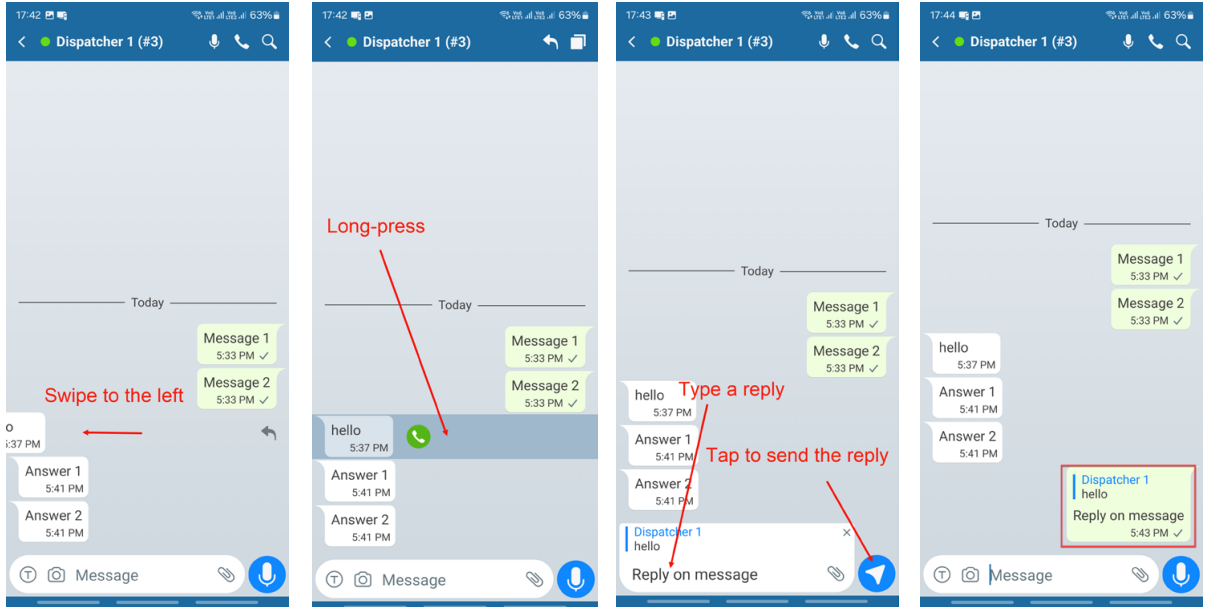 17:42 63%
Dispatcher 1 (#3)
Today
Message 1
5:33 PM
Message 2
5:33 PM
Swipe to the left
o
5:37 PM
Answer 1
5:41 PM
Answer 2
5:41 PM
T Message
17:42 63%
Dispatcher 1 (#3)
Long-press
Today
Message 1
5:33 PM
Message 2
5:33 PM
hello
5:37 PM
Answer 1
5:41 PM
Answer 2
5:41 PM
T Message
17:43 63%
Dispatcher 1 (#3)
Today
Message 1
5:33 PM
Message 2
5:33 PM
hello
5:37 PM
Type a reply
Answer 1
5:41 PM
Tap to send the reply
Answer 2
5:41 PM
Dispatcher 1
hello
Reply on message
17:44 63%
Dispatcher 1 (#3)
Today
Message 1
5:33 PM
Message 2
5:33 PM
hello
5:37 PM
Answer 1
5:41 PM
Answer 2
5:41 PM
Dispatcher 1
hello
Reply on message
5:43 PM
T Message